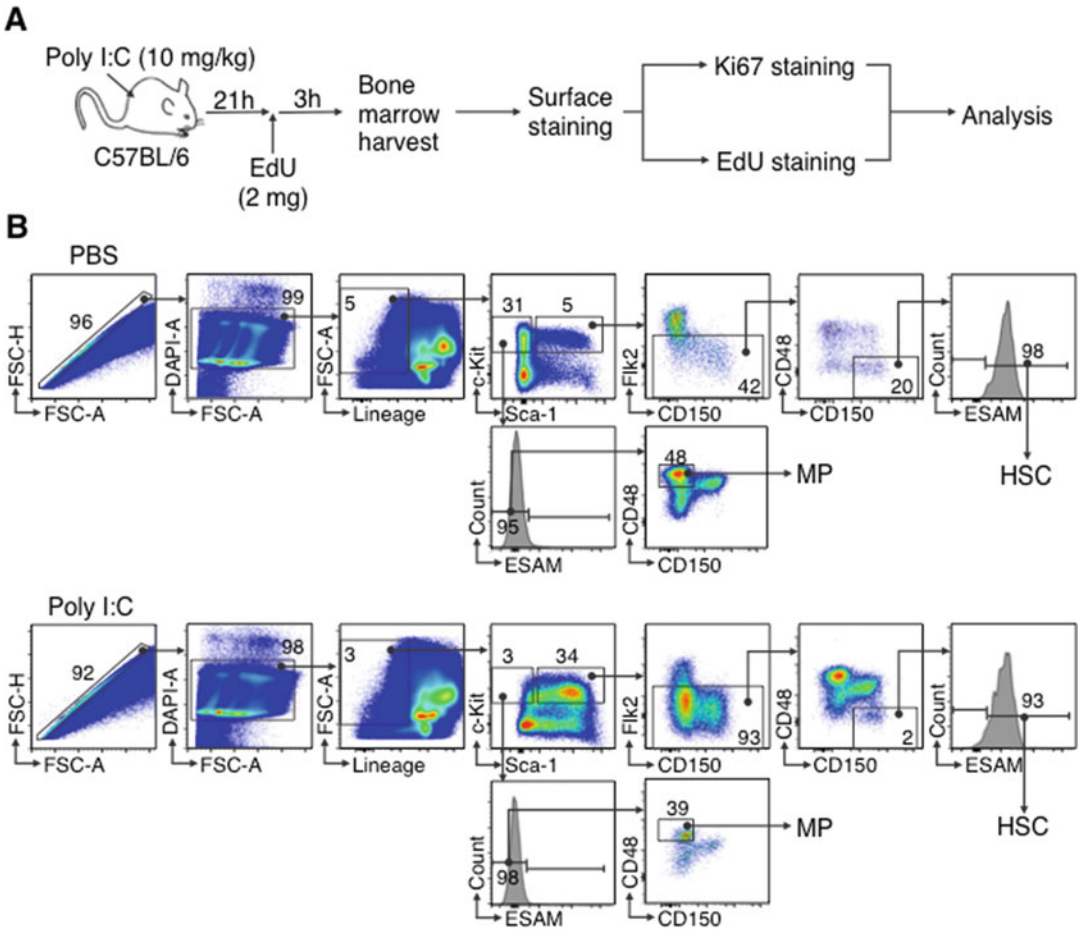 A
Poly I:C (10 mg/kg)
21h
3h
C57BL/6
EdU
(2 mg)
Bone
marrow
harvest
Surface
staining
Ki67 staining
EdU staining
Analysis
B
PBS
96
FSC-H
FSC-A
99
DAPI-A
FSC-A
5
FSC-A
Lineage
31
5
c-Kit
Sca-1
Flk2
42
CD150
CD48
20
CD150
Count
98
ESAM
HSC
Count
95
ESAM
48
CD48
CD150
MP
Poly I:C
92
FSC-H
FSC-A
98
DAPI-A
FSC-A
3
FSC-A
Lineage
3
34
c-Kit
Sca-1
Flk2
93
CD150
CD48
2
CD150
Count
93
ESAM
HSC
Count
98
ESAM
39
CD48
CD150
MP